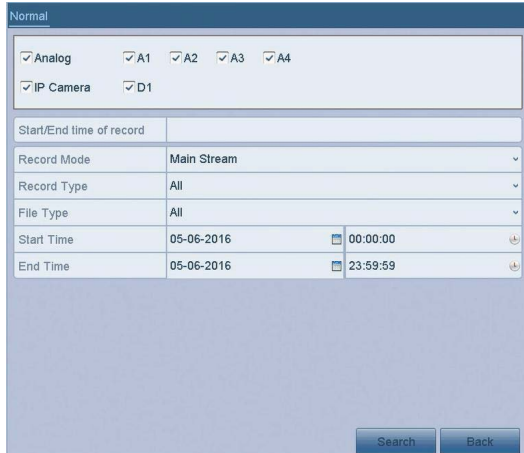 Normal
Analog A1 A2 A3 A4
IP Camera D1
Start/End time of record
Record Mode Main Stream
Record Type All
File Type All
Start Time 05-06-2016 00:00:00
End Time 05-06-2016 23:59:59
Search Back